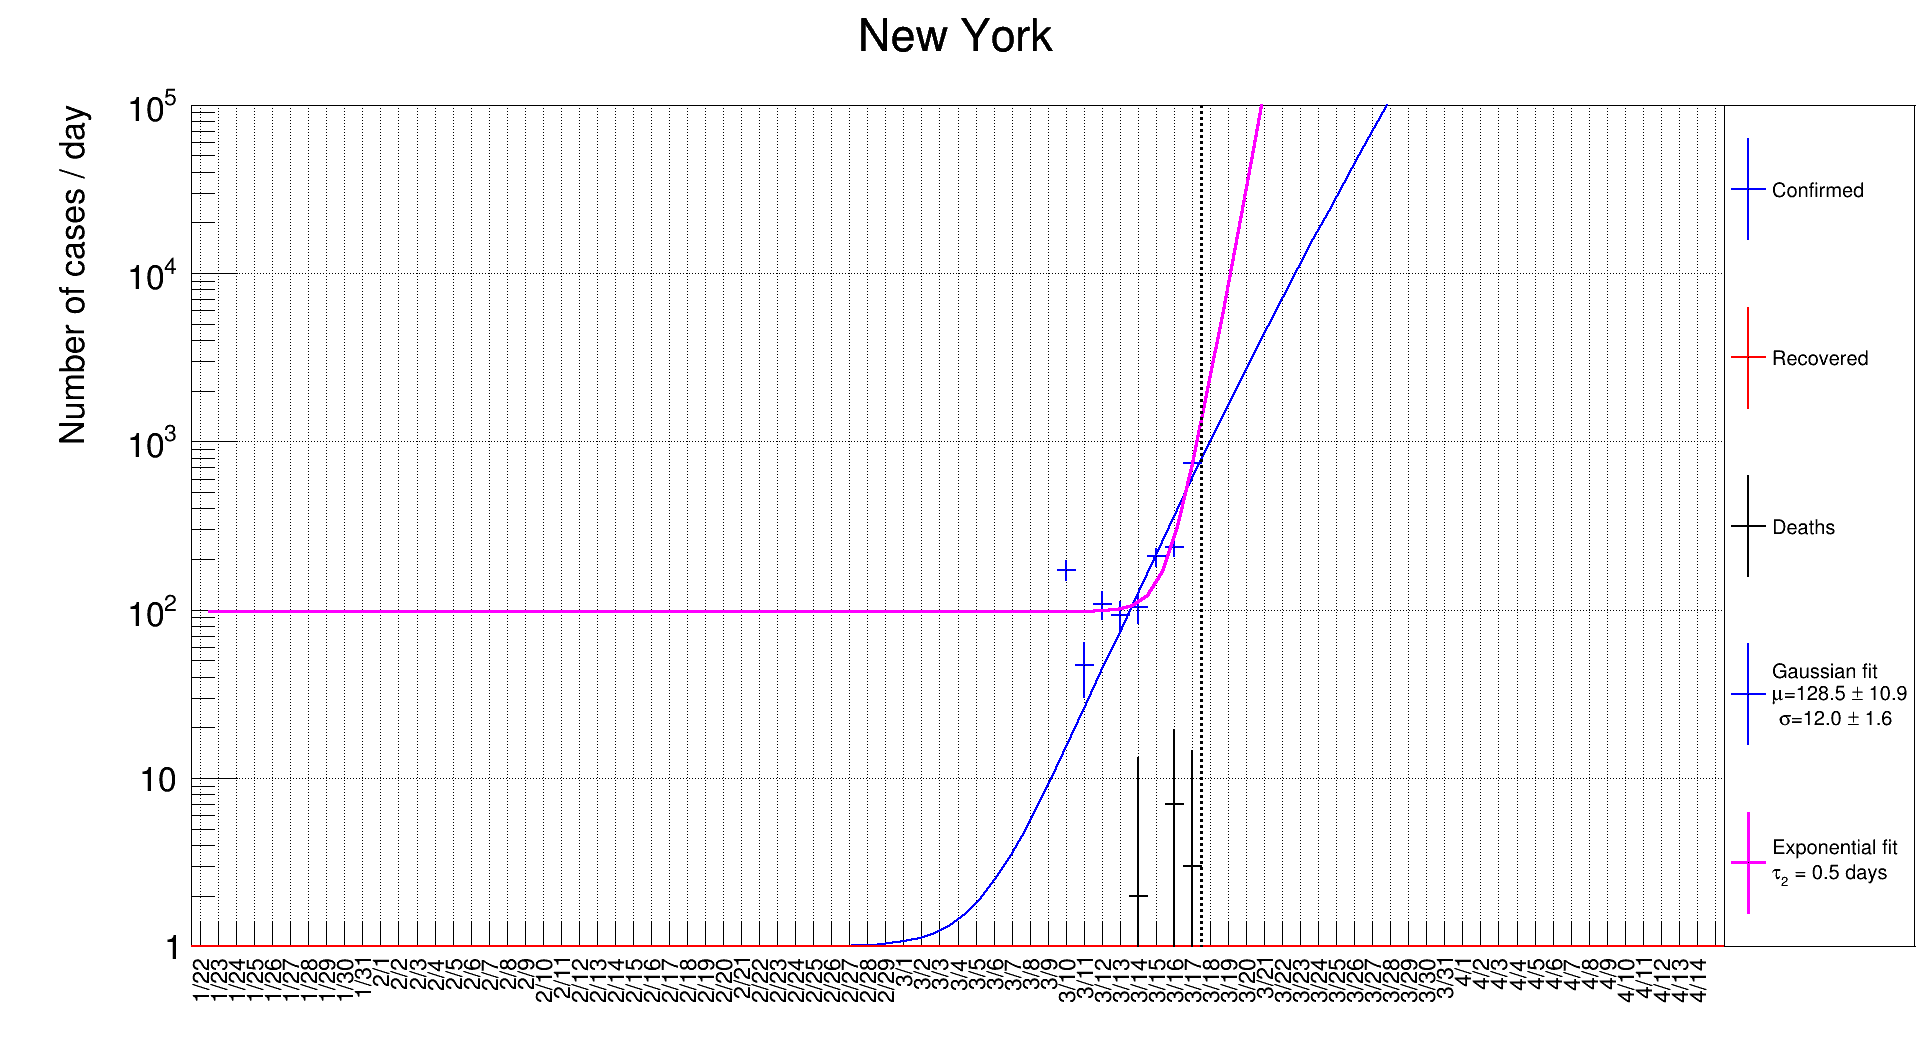 New York
Number of cases / day
10^5
10^4
10^3
10^2
10
1
1/22 1/23 1/24 1/25 1/26 1/27 1/28 1/29 1/30 1/31 2/1 2/2 2/3 2/4 2/5 2/6 2/7 2/8 2/9 2/10 2/11 2/12 2/13 2/14 2/15 2/16 2/17 2/18 2/19 2/20 2/21 2/22 2/23 2/24 2/25 2/26 2/27 2/28 2/29 3/1 3/2 3/3 3/4 3/5 3/6 3/7 3/8 3/9 3/10 3/11 3/12 3/13 3/14 3/15 3/16 3/17 3/18 3/19 3/20 3/21 3/22 3/23 3/24 3/25 3/26 3/27 3/28 3/29 3/30 3/31 4/1 4/2 4/3 4/4 4/5 4/6 4/7 4/8 4/9 4/10 4/11 4/12 4/13 4/14
Confirmed
Recovered
Deaths
Gaussian fit
μ=128.5 ± 10.9
σ=12.0 ± 1.6
Exponential fit
τ₂ = 0.5 days